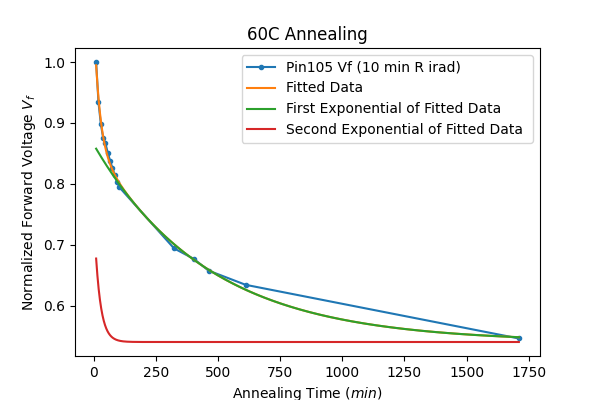 60C Annealing
Pin105 Vf (10 min R irad)
Fitted Data
First Exponential of Fitted Data
Second Exponential of Fitted Data
Normalized Forward Voltage V_f
1.0
0.9
0.8
0.7
0.6
0 250 500 750 1000 1250 1500 1750
Annealing Time (min)